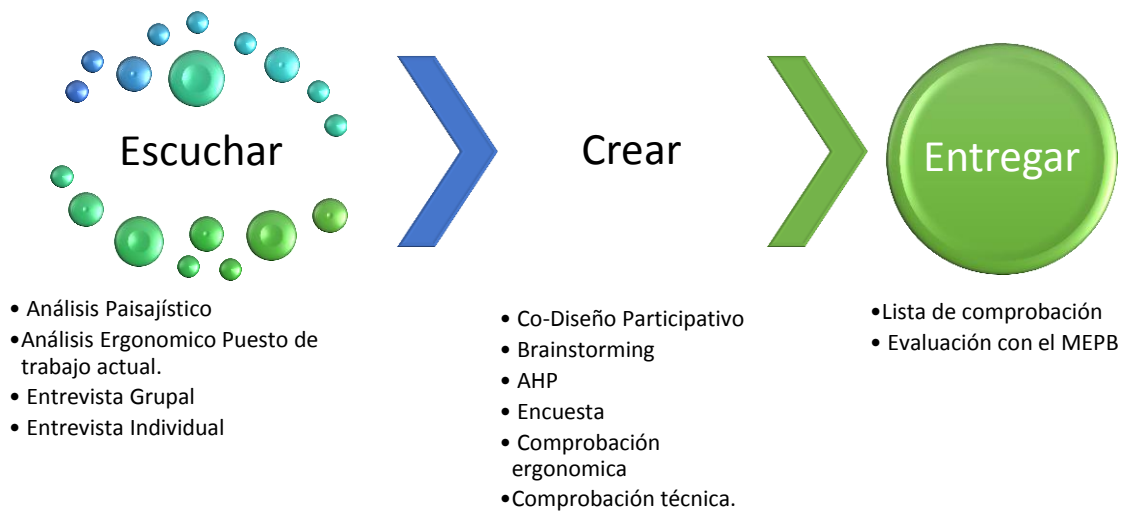 Escuchar
• Análisis Paisajístico
•Análisis Ergonomico Puesto de
trabajo actual.
• Entrevista Grupal
• Entrevista Individual
Crear
• Co-Diseño Participativo
• Brainstorming
• AHP
• Encuesta
• Comprobación
ergonomica
•Comprobación técnica.
Entregar
•Lista de comprobación
• Evaluación con el MEPB